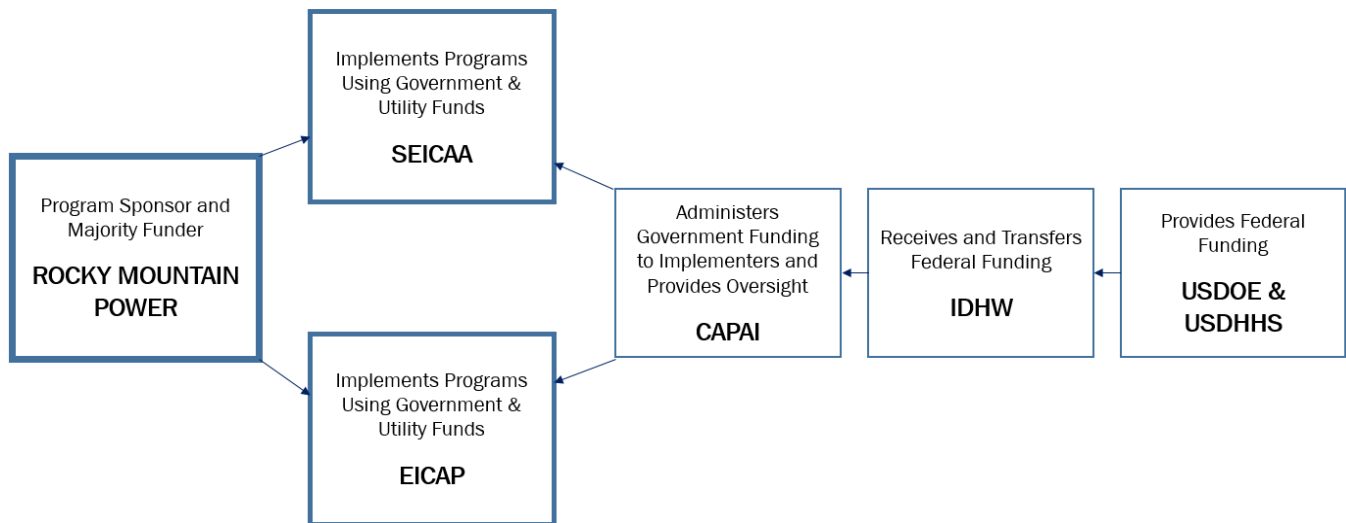 Program Sponsor and
Majority Funder
ROCKY MOUNTAIN
POWER
Implements Programs
Using Government &
Utility Funds
SEICAA
Implements Programs
Using Government &
Utility Funds
EICAP
Administers
Government Funding
to Implementers and
Provides Oversight
CAPAI
Receives and Transfers
Federal Funding
IDHW
Provides Federal
Funding
USDOE &
USDHHS